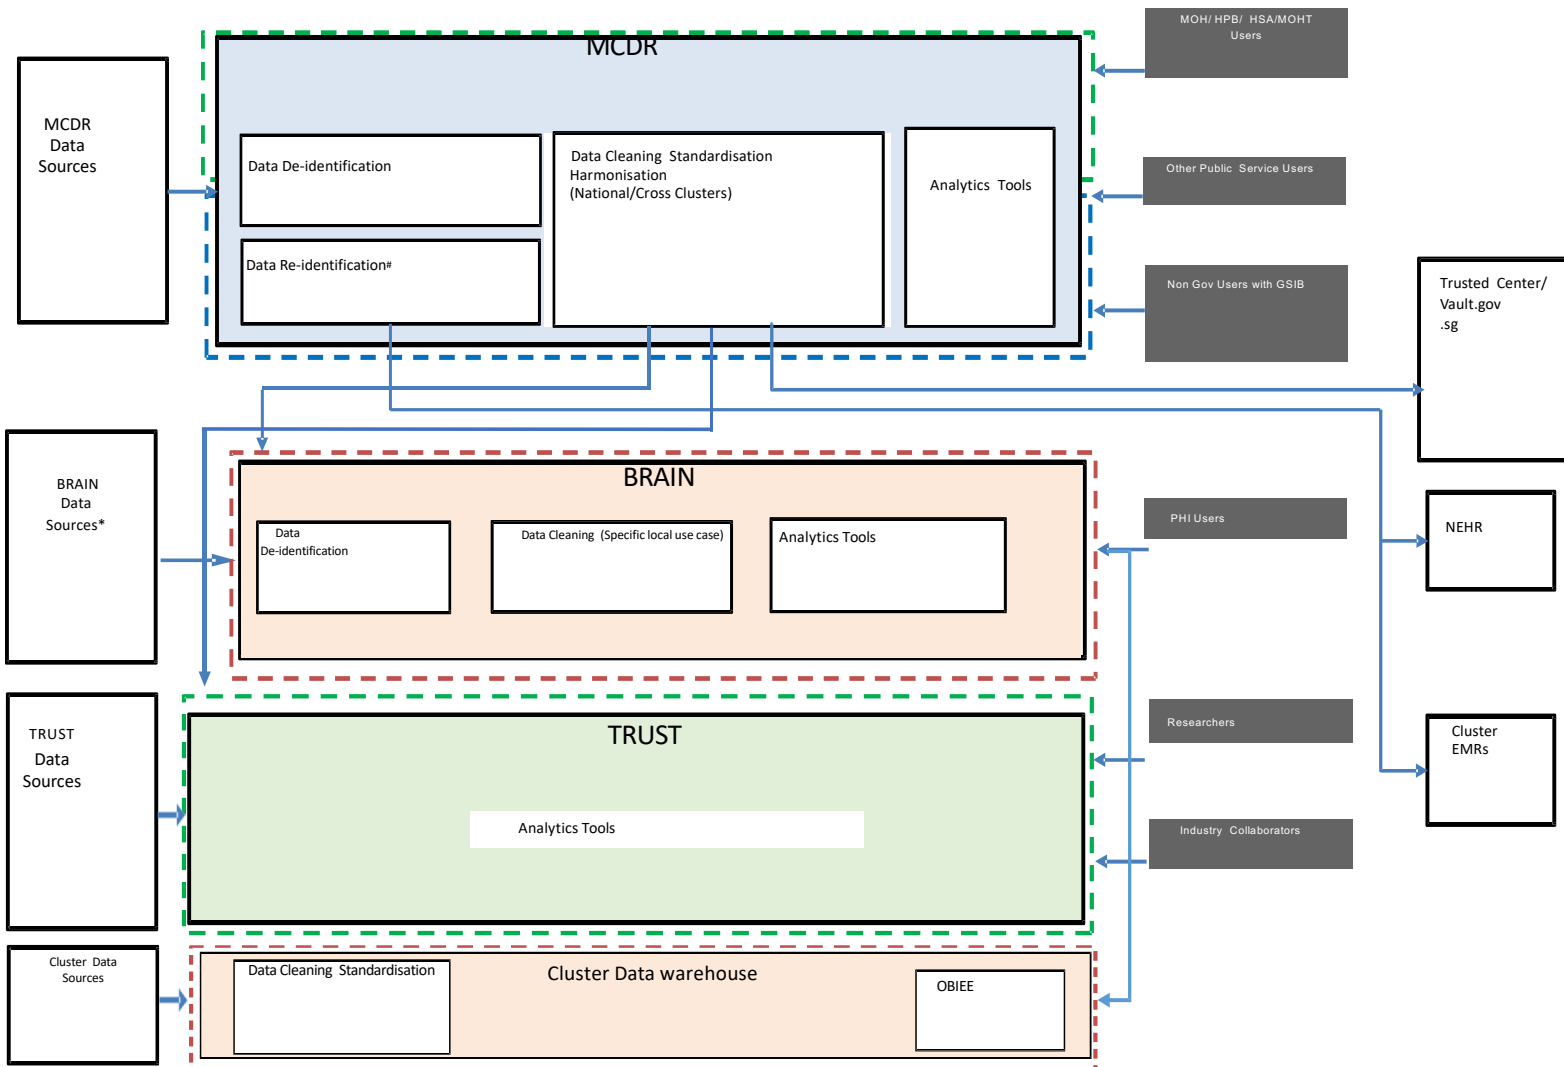 MOH/ HPB/ HSA/MOHT
Users
MCDR
MCDR
Data
Sources
Data De-identification
Data Cleaning Standardisation
Harmonisation
(National/Cross Clusters)
Analytics Tools
Other Public Service Users
Data Re-identification#
Non Gov Users with GSIB
Trusted Center/
Vault.gov
.sg
BRAIN
Data
Sources*
BRAIN
Data
De-identification
Data Cleaning (Specific local use case)
Analytics Tools
PHI Users
NEHR
TRUST
Data
Sources
TRUST
Analytics Tools
Researchers
Cluster
EMRs
Industry Collaborators
Cluster Data
Sources
Data Cleaning Standardisation
Cluster Data warehouse
OBIEE